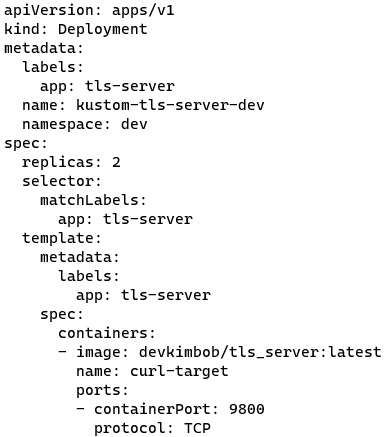 apiVersion: apps/v1
kind: Deployment
metadata:
  labels:
    app: tls-server
  name: kustom-tls-server-dev
  namespace: dev
spec:
  replicas: 2
  selector:
    matchLabels:
      app: tls-server
  template:
    metadata:
      labels:
        app: tls-server
    spec:
      containers:
      - image: devkimbob/tls_server:latest
        name: curl-target
        ports:
        - containerPort: 9800
          protocol: TCP